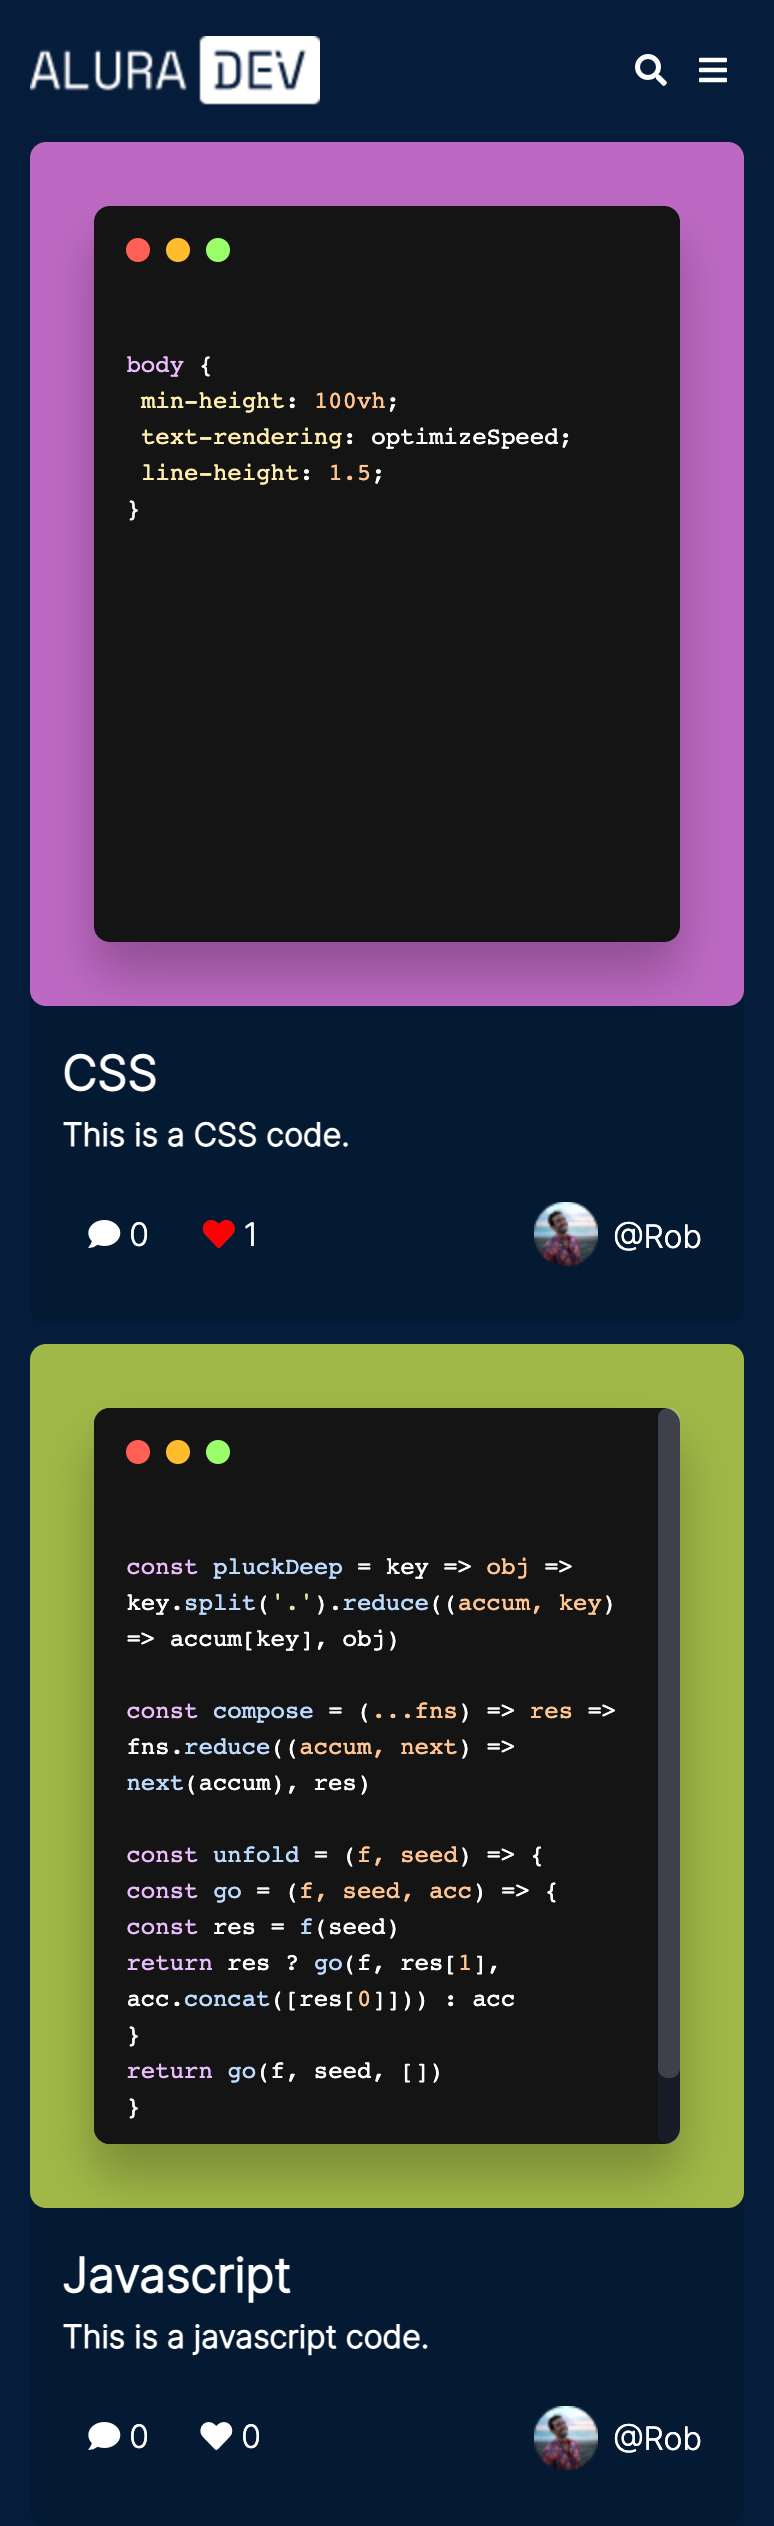 ALURA DEV
body {
 min-height: 100vh;
 text-rendering: optimizeSpeed;
 line-height: 1.5;
}
CSS
This is a CSS code.
0 1 @Rob
const pluckDeep = key => obj =>
key.split('.').reduce((accum, key)
=> accum[key], obj)

const compose = (...fns) => res =>
fns.reduce((accum, next) =>
next(accum), res)

const unfold = (f, seed) => {
const go = (f, seed, acc) => {
const res = f(seed)
return res ? go(f, res[1],
acc.concat([res[0]])) : acc
}
return go(f, seed, [])
}
Javascript
This is a javascript code.
0 0 @Rob